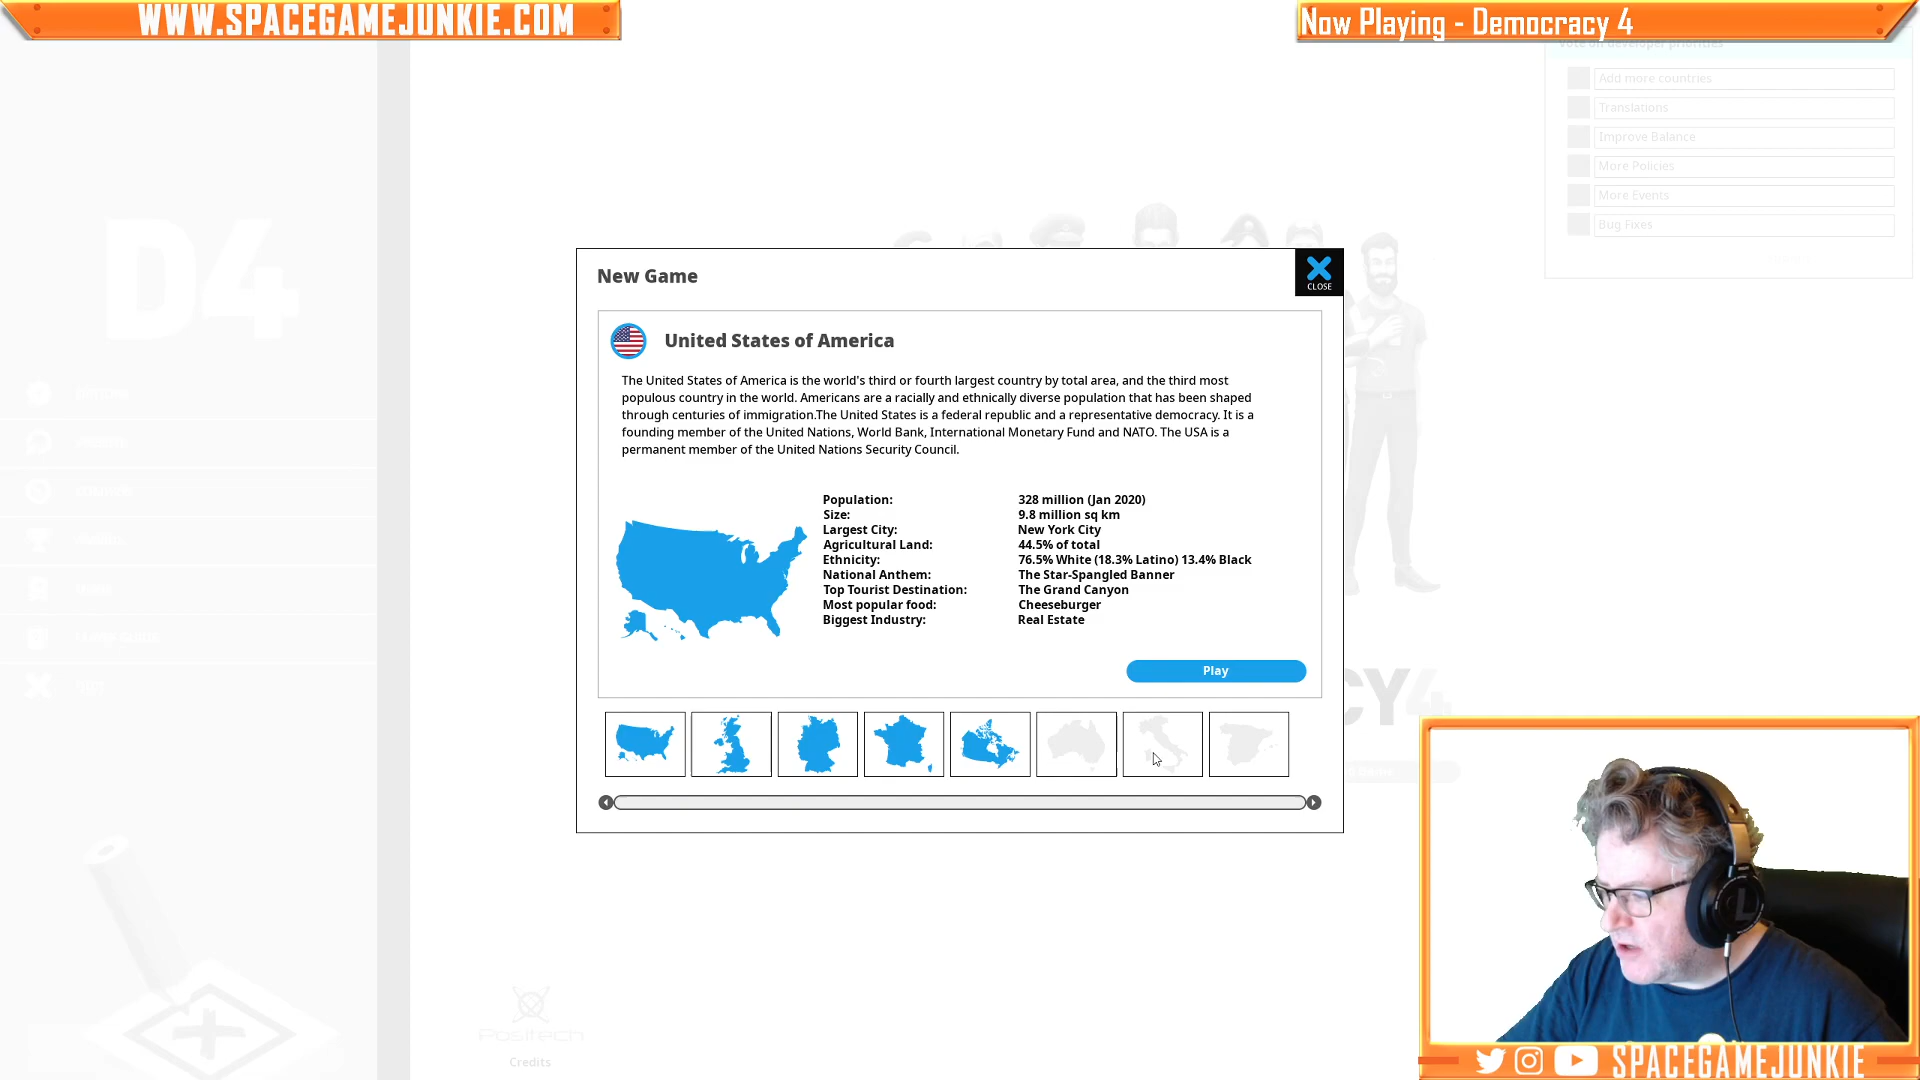 WWW.SPACEGAMEJUNKIE.COM
Now Playing - Democracy 4
Vote on developer priorities
Add more countries
Translations
Improve Balance
More Policies
More Events
Bug Fixes
D4
New Game
CLOSE
United States of America
The United States of America is the world's third or fourth largest country by total area, and the third most
populous country in the world. Americans are a racially and ethnically diverse population that has been shaped
through centuries of immigration.The United States is a federal republic and a representative democracy. It is a
founding member of the United Nations, World Bank, International Monetary Fund and NATO. The USA is a
permanent member of the United Nations Security Council.
Population: 328 million (Jan 2020)
Size: 9.8 million sq km
Largest City: New York City
Agricultural Land: 44.5% of total
Ethnicity: 76.5% White (18.3% Latino) 13.4% Black
National Anthem: The Star-Spangled Banner
Top Tourist Destination: The Grand Canyon
Most popular food: Cheeseburger
Biggest Industry: Real Estate
Play
CY4
Positech
Credits
SPACEGAMEJUNKIE